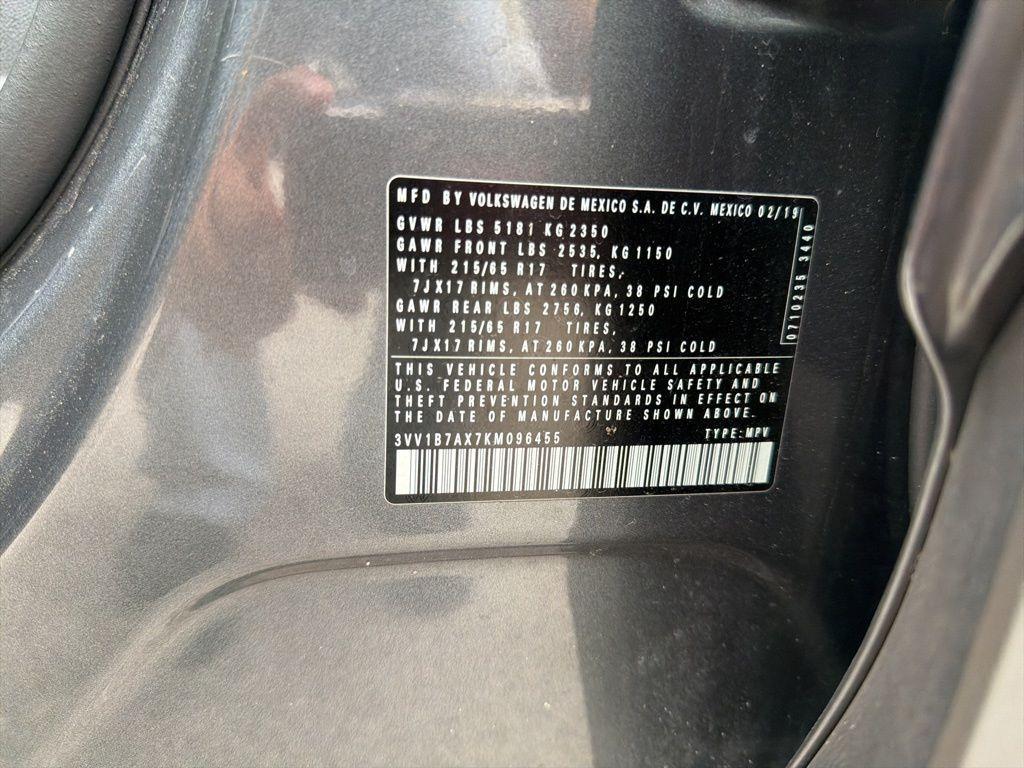 MFD BY VOLKSWAGEN DE MEXICO S.A. DE C.V. MEXICO 02/19
GVWR LBS 5181 KG 2350
GAWR FRONT LBS 2535, KG 1150
WITH 215/65 R17 TIRES,
7JX17 RIMS, AT 260 KPA, 38 PSI COLD
GAWR REAR LBS 2756, KG 1250
WITH 215/65 R17 TIRES,
7JX17 RIMS, AT 260 KPA, 38 PSI COLD
0710235 3440
THIS VEHICLE CONFORMS TO ALL APPLICABLE
U.S. FEDERAL MOTOR VEHICLE SAFETY AND
THEFT PREVENTION STANDARDS IN EFFECT ON
THE DATE OF MANUFACTURE SHOWN ABOVE.
3VV1B7AX7KM096455 TYPE: MPV